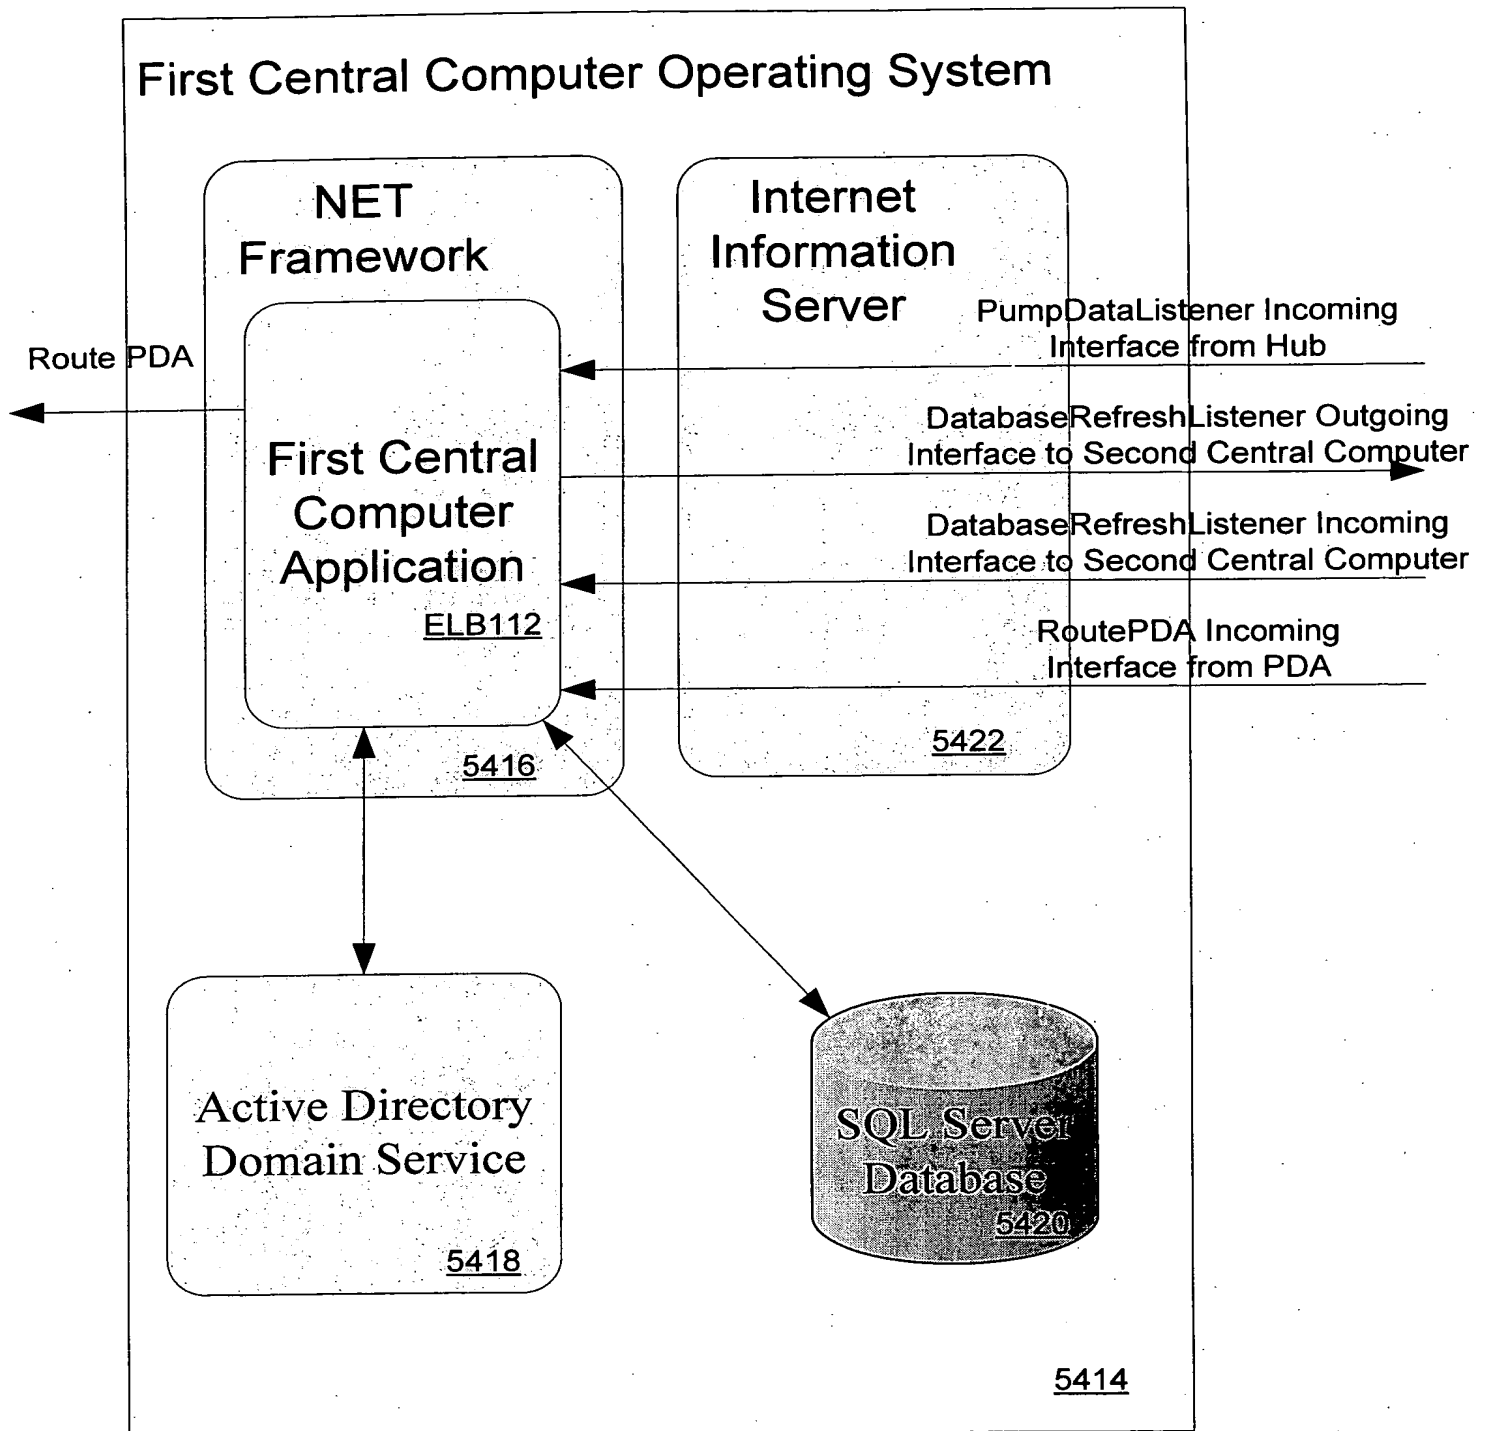 First Central Computer Operating System
NET
Framework
Internet
Information
Server
PumpDataListener Incoming
Interface from Hub
Route PDA
DatabaseRefreshListener Outgoing
Interface to Second Central Computer
First Central
Computer
Application
ELB112
DatabaseRefreshListener Incoming
Interface to Second Central Computer
RoutePDA Incoming
Interface from PDA
5416
5422
Active Directory
Domain Service
5418
SQL Server
Database
5420
5414